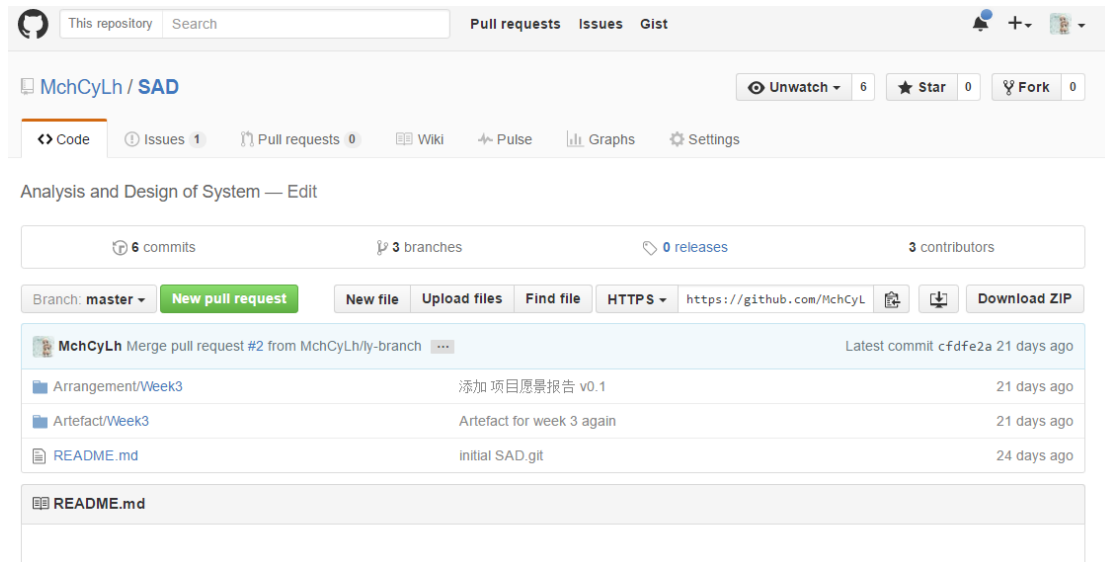 This repository Search Pull requests Issues Gist
MchCyLh / SAD Unwatch 6 Star 0 Fork 0
Code Issues 1 Pull requests 0 Wiki Pulse Graphs Settings
Analysis and Design of System — Edit
6 commits 3 branches 0 releases 3 contributors
Branch: master New pull request New file Upload files Find file HTTPS https://github.com/MchCyL Download ZIP
MchCyLh Merge pull request #2 from MchCyLh/ly-branch ... Latest commit cfdfe2a 21 days ago
Arrangement/Week3 添加 项目愿景报告 v0.1 21 days ago
Artefact/Week3 Artefact for week 3 again 21 days ago
README.md initial SAD.git 24 days ago
README.md